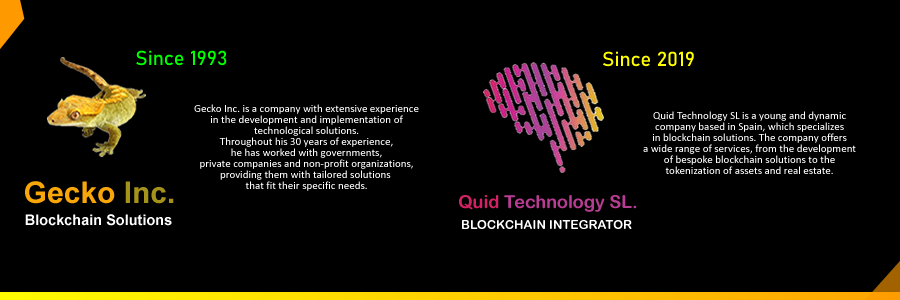 Since 1993
Gecko Inc. is a company with extensive experience
in the development and implementation of
technological solutions.
Throughout his 30 years of experience,
he has worked with governments,
private companies and non-profit organizations,
providing them with tailored solutions
that fit their specific needs.
Gecko Inc.
Blockchain Solutions
Since 2019
Quid Technology SL is a young and dynamic
company based in Spain, which specializes
in blockchain solutions. The company offers
a wide range of services, from the development
of bespoke blockchain solutions to the
tokenization of assets and real estate.
Quid Technology SL.
BLOCKCHAIN INTEGRATOR